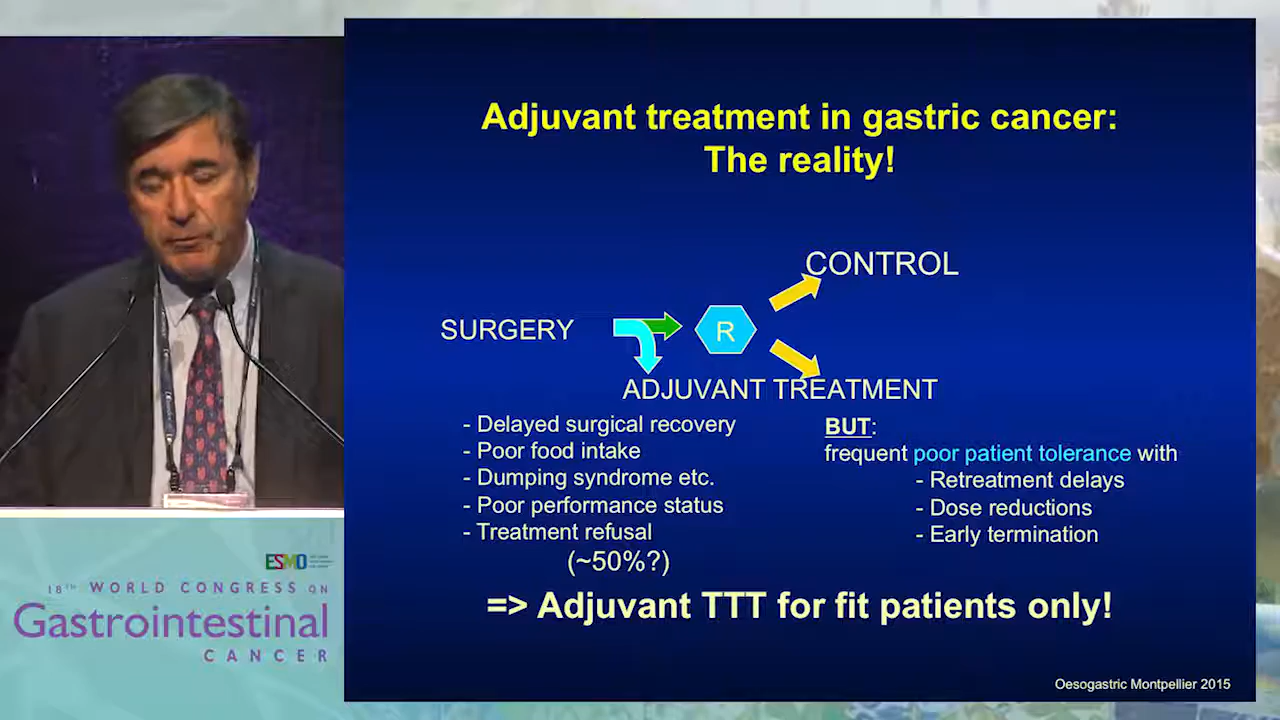 Adjuvant treatment in gastric cancer:
The reality!
CONTROL
SURGERY
R
ADJUVANT TREATMENT
- Delayed surgical recovery
- Poor food intake
- Dumping syndrome etc.
- Poor performance status
- Treatment refusal
(~50%?)
BUT:
frequent poor patient tolerance with
- Retreatment delays
- Dose reductions
- Early termination
=> Adjuvant TTT for fit patients only!
Oesogastric Montpellier 2015
ESMO
18TH WORLD CONGRESS ON
Gastrointestinal
CANCER